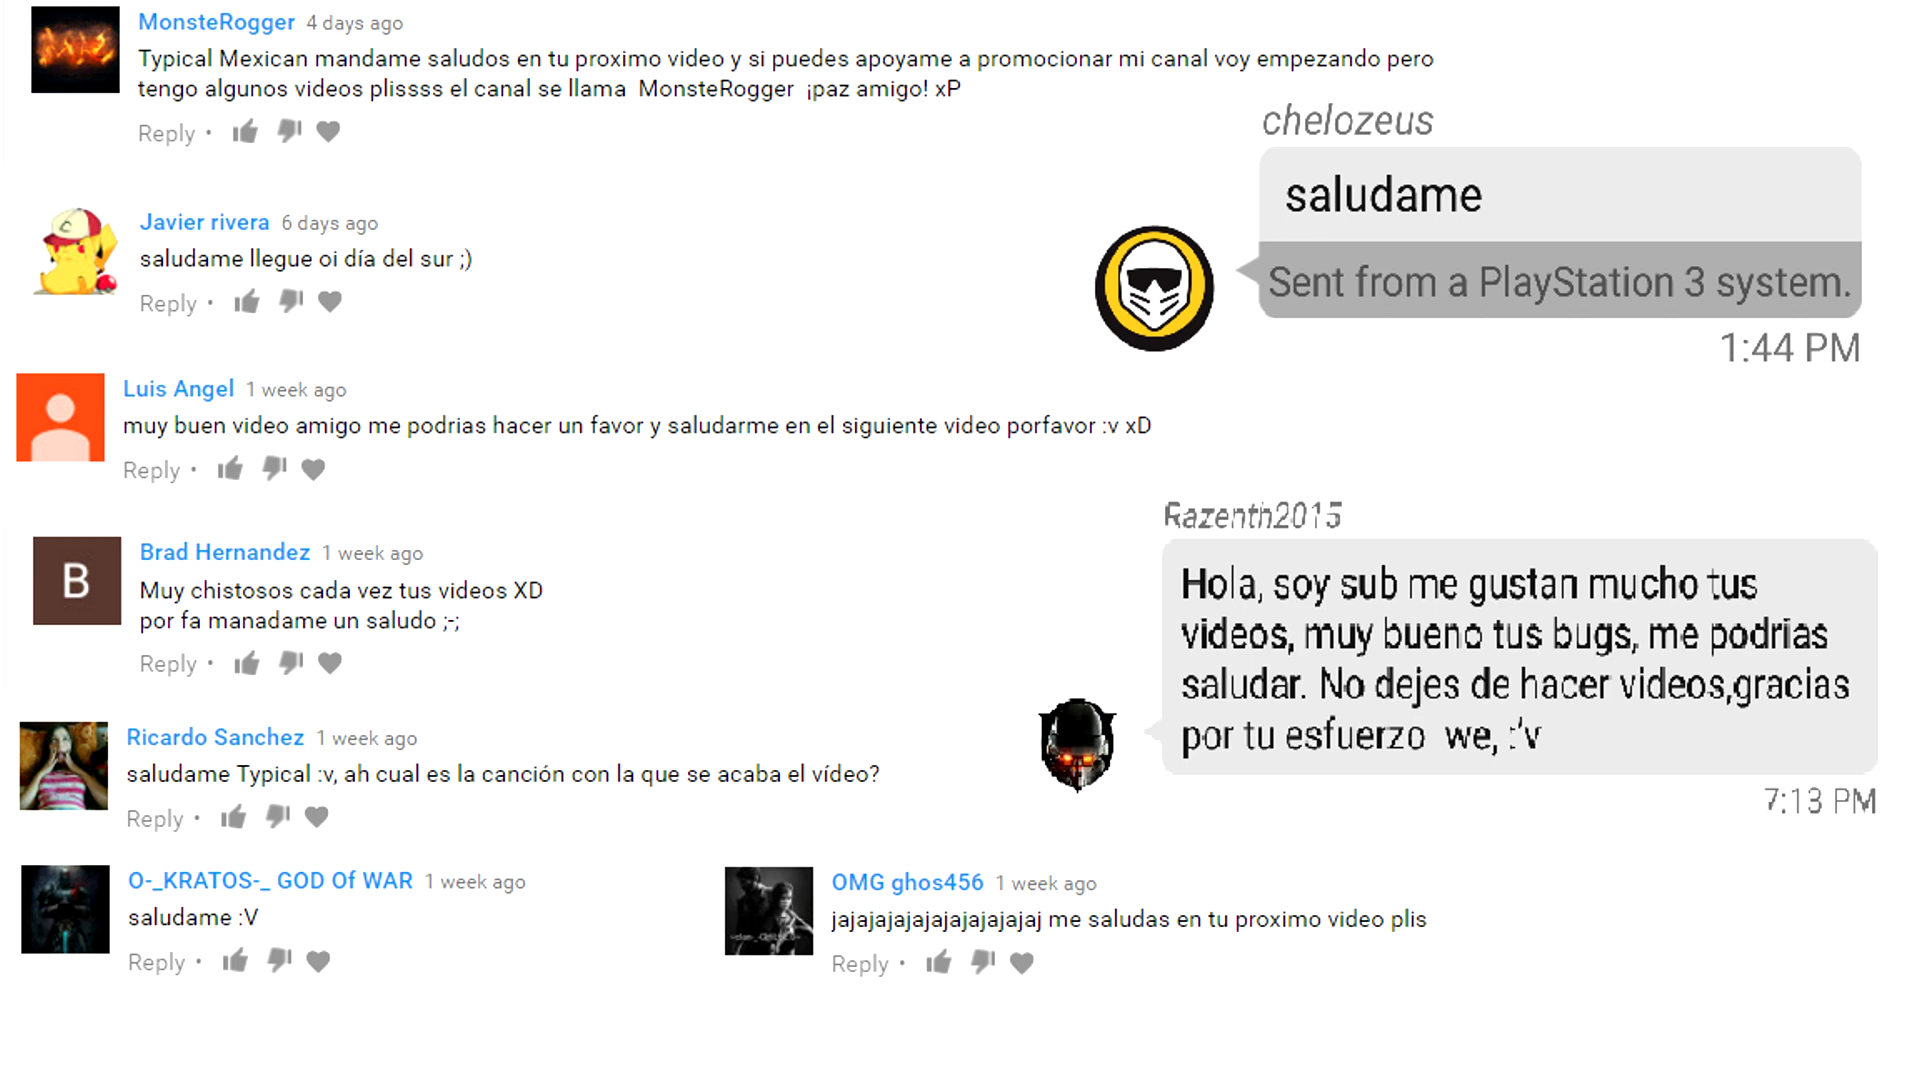 MonsteRogger 4 days ago
Typical Mexican mandame saludos en tu proximo video y si puedes apoyame a promocionar mi canal voy empezando pero
tengo algunos videos plissss el canal se llama MonsteRogger ¡paz amigo! xP
Reply •
chelozeus
saludame
Sent from a PlayStation 3 system.
1:44 PM
Javier rivera 6 days ago
saludame llegue oi día del sur ;)
Reply •
Luis Angel 1 week ago
muy buen video amigo me podrias hacer un favor y saludarme en el siguiente video porfavor :v xD
Reply •
B
Brad Hernandez 1 week ago
Muy chistosos cada vez tus videos XD
por fa manadame un saludo ;-;
Reply •
Razenth2015
Hola, soy sub me gustan mucho tus
videos, muy bueno tus bugs, me podrias
saludar. No dejes de hacer videos,gracias
por tu esfuerzo we, :'v
7:13 PM
Ricardo Sanchez 1 week ago
saludame Typical :v, ah cual es la canción con la que se acaba el vídeo?
Reply •
O-_KRATOS-_ GOD Of WAR 1 week ago
saludame :V
Reply •
OMG ghos456 1 week ago
jajajajajajajajajajajaj me saludas en tu proximo video plis
Reply •